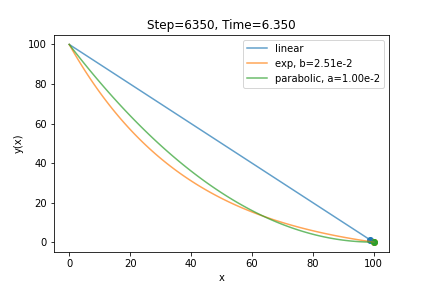 Step=6350, Time=6.350
linear
exp, b=2.51e-2
parabolic, a=1.00e-2
100
80
60
40
20
0
y(x)
0
20
40
60
80
100
x